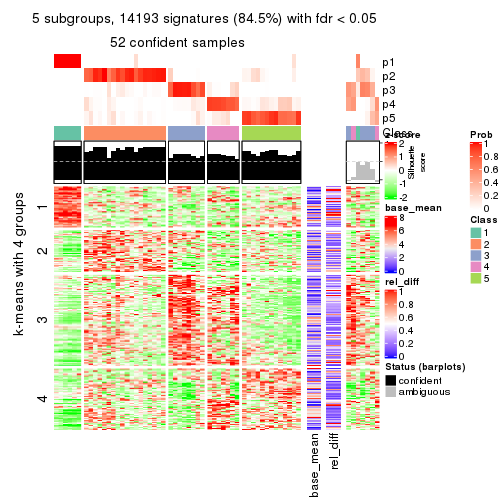 5 subgroups, 14193 signatures (84.5%) with fdr < 0.05
52 confident samples
p1
p2
p3
p4
p5
Class
Silhouette
score
1
2
3
4
k-means with 4 groups
base_mean
rel_diff
z-score
2
1
0
-1
-2
base_mean
8
6
4
2
0
rel_diff
1
0.8
0.6
0.4
0.2
0
Status (barplots)
confident
ambiguous
Prob
1
0.8
0.6
0.4
0.2
0
Class
1
2
3
4
5